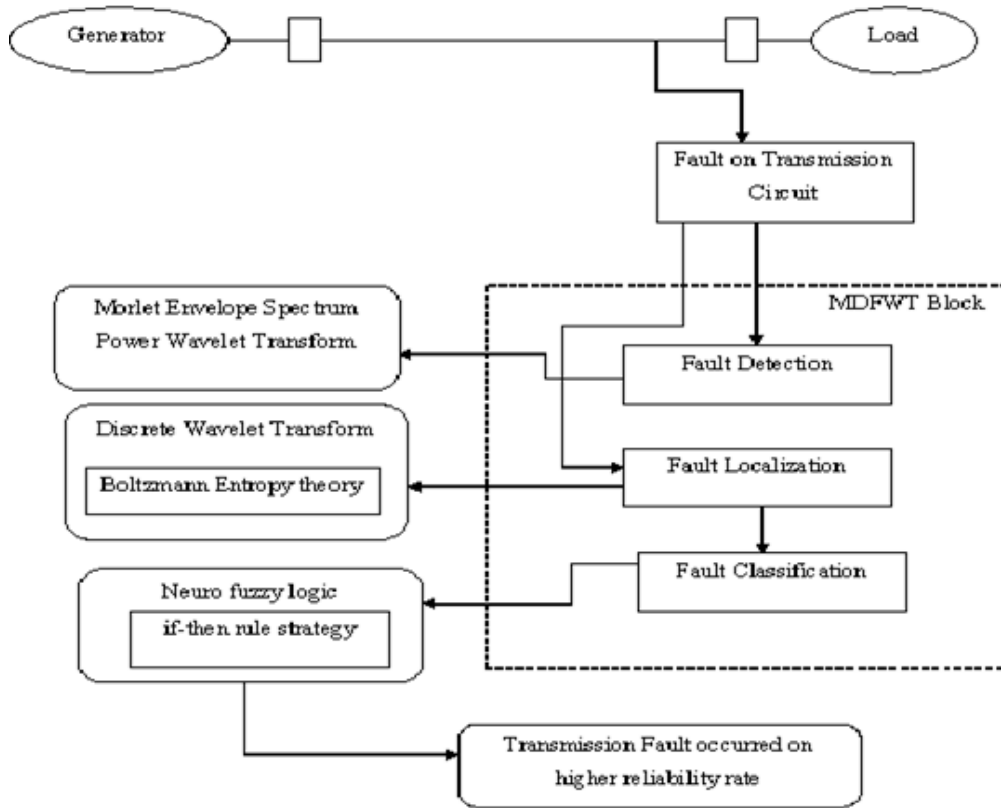 Generator
Load
Fault on Transmission
Circuit
MDFWT Block
Morlet Envelope Spectrum
Power Wavelet Transform
Fault Detection
Discrete Wavelet Transform
Boltzmann Entropy theory
Fault Localization
Fault Classification
Neuro fuzzy logic
if-then rule strategy
Transmission Fault occurred on
higher reliability rate